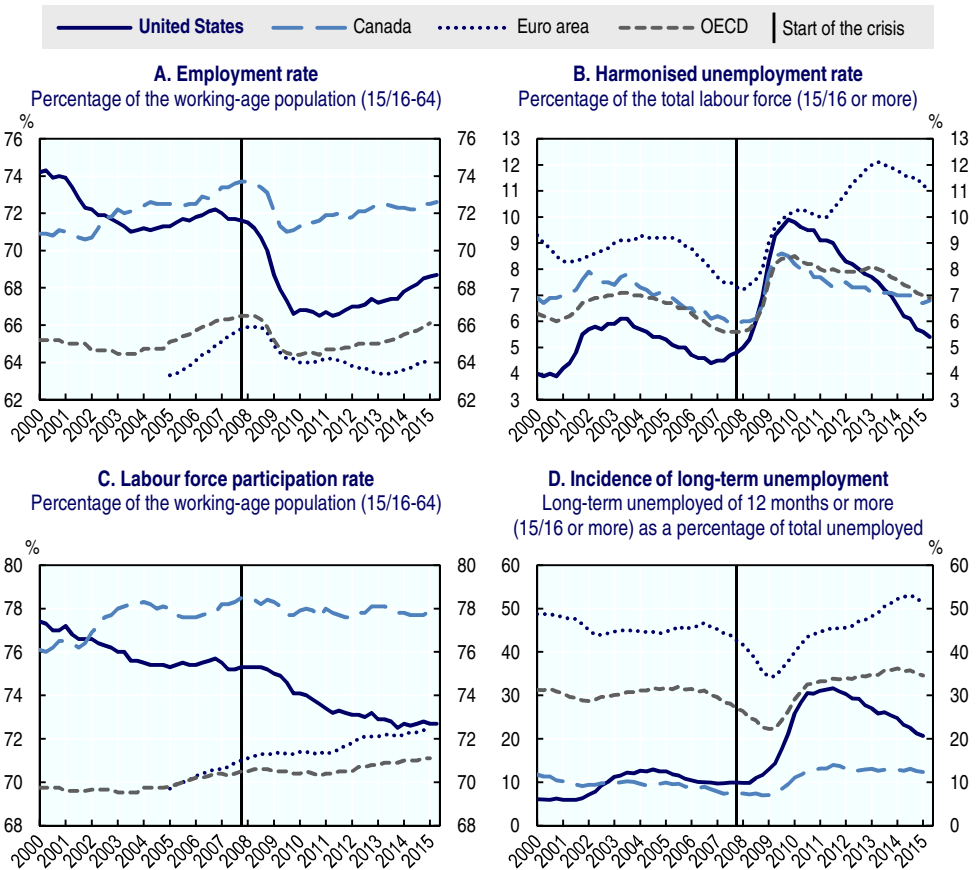 United States Canada Euro area OECD Start of the crisis
A. Employment rate
Percentage of the working-age population (15/16-64)
%
76 76
74 74
72 72
70 70
68 68
66 66
64 64
62 62
2000 2001 2002 2003 2004 2005 2006 2007 2008 2009 2010 2011 2012 2013 2014 2015
B. Harmonised unemployment rate
Percentage of the total labour force (15/16 or more)
%
13 13
12 12
11 11
10 10
9 9
8 8
7 7
6 6
5 5
4 4
3 3
2000 2001 2002 2003 2004 2005 2006 2007 2008 2009 2010 2011 2012 2013 2014 2015
C. Labour force participation rate
Percentage of the working-age population (15/16-64)
%
80 80
78 78
76 76
74 74
72 72
70 70
68 68
2000 2001 2002 2003 2004 2005 2006 2007 2008 2009 2010 2011 2012 2013 2014 2015
D. Incidence of long-term unemployment
Long-term unemployed of 12 months or more
(15/16 or more) as a percentage of total unemployed
%
60 60
50 50
40 40
30 30
20 20
10 10
0 0
2000 2001 2002 2003 2004 2005 2006 2007 2008 2009 2010 2011 2012 2013 2014 2015